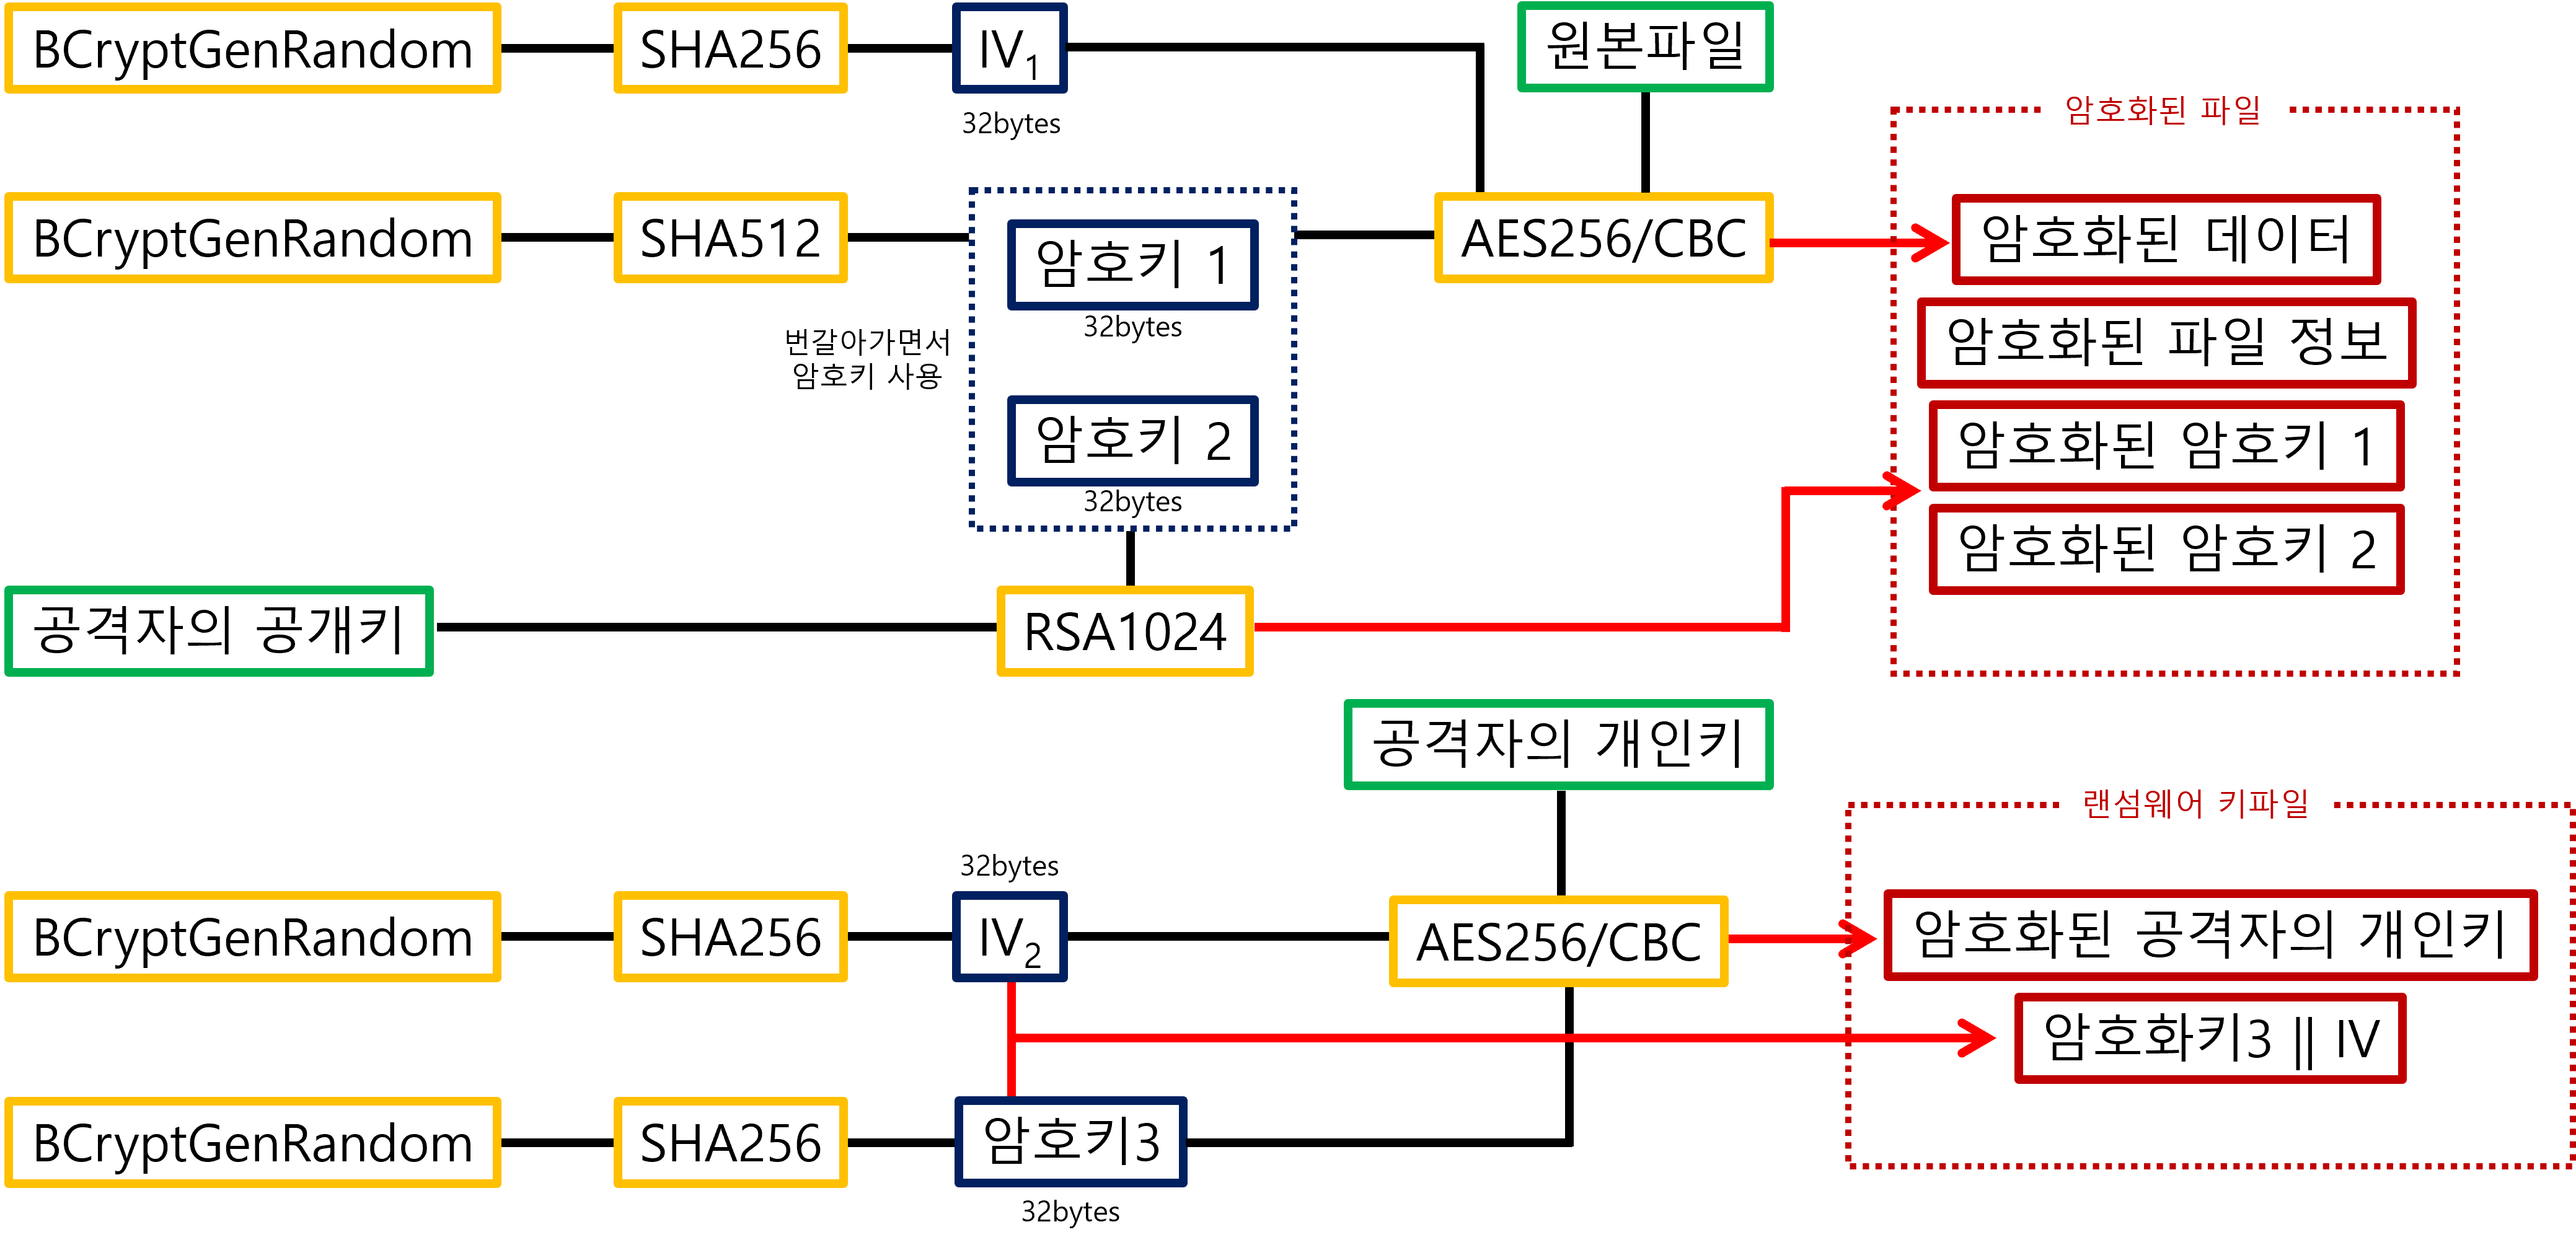 BCryptGenRandom
SHA256
IV1
32bytes
원본파일
암호화된 파일
BCryptGenRandom
SHA512
암호키 1
32bytes
번갈아가면서
암호키 사용
암호키 2
32bytes
AES256/CBC
암호화된 데이터
암호화된 파일 정보
암호화된 암호키 1
암호화된 암호키 2
공격자의 공개키
RSA1024
공격자의 개인키
랜섬웨어 키파일
32bytes
BCryptGenRandom
SHA256
IV2
AES256/CBC
암호화된 공격자의 개인키
암호화키3 || IV
BCryptGenRandom
SHA256
암호키3
32bytes